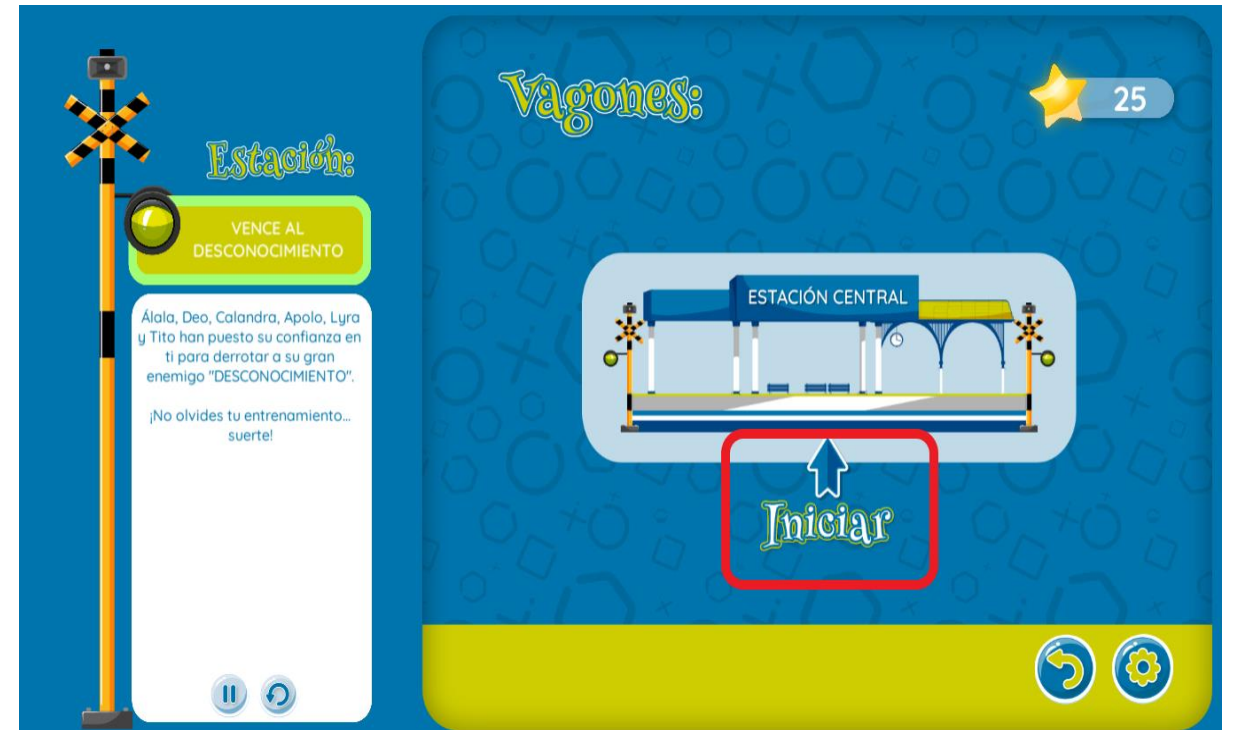 Estación:
VENCE AL
DESCONOCIMIENTO
Álala, Deo, Calandra, Apolo, Lyra
y Tito han puesto su confianza en
ti para derrotar a su gran
enemigo "DESCONOCIMIENTO".
¡No olvides tu entrenamiento...
suerte!
Vagones:
25
ESTACIÓN CENTRAL
Iniciar